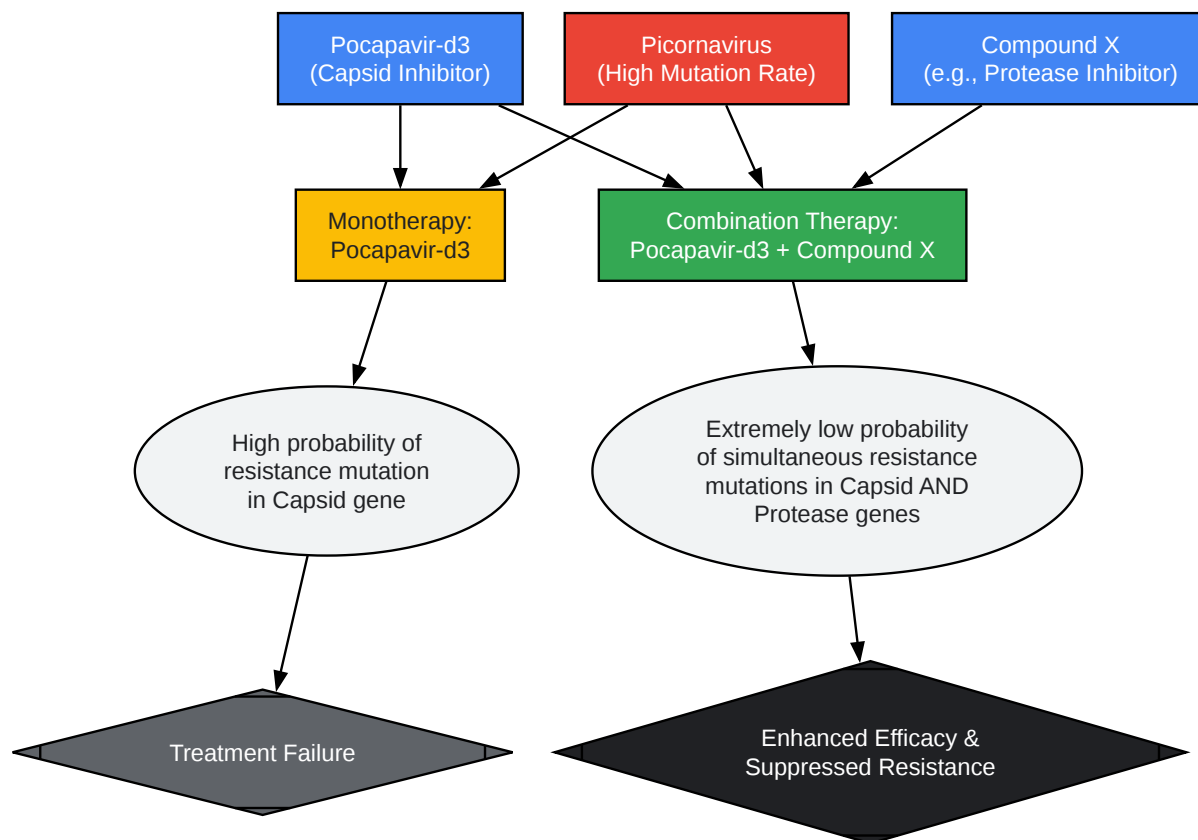 Pocapavir-d3
(Capsid Inhibitor)
Picornavirus
(High Mutation Rate)
Compound X
(e.g., Protease Inhibitor)
Monotherapy:
Pocapavir-d3
Combination Therapy:
Pocapavir-d3 + Compound X
High probability of
resistance mutation
in Capsid gene
Extremely low probability
of simultaneous resistance
mutations in Capsid AND
Protease genes
Treatment Failure
Enhanced Efficacy &
Suppressed Resistance